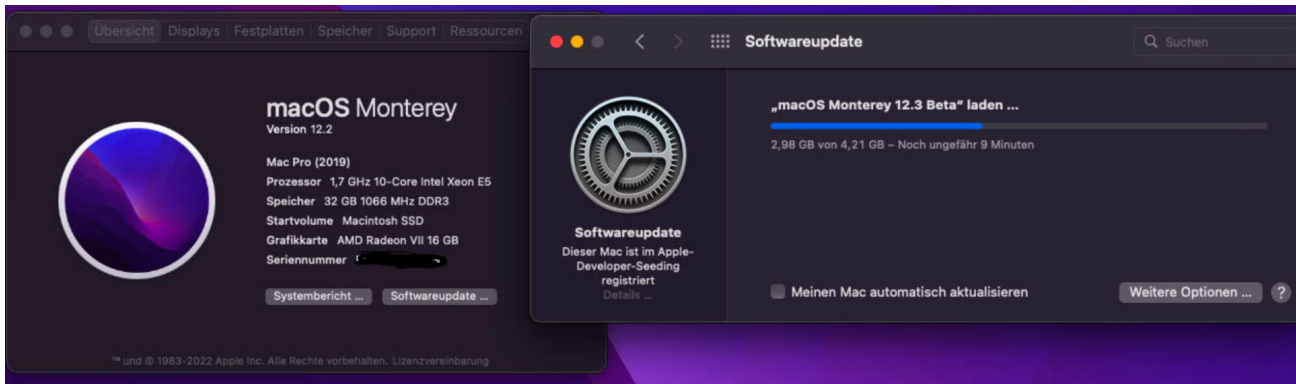 Übersicht Displays Festplatten Speicher Support Ressourcen
macOS Monterey
Version 12.2
Mac Pro (2019)
Prozessor 1,7 GHz 10-Core Intel Xeon E5
Speicher 32 GB 1066 MHz DDR3
Startvolume Macintosh SSD
Grafikkarte AMD Radeon VII 16 GB
Seriennummer
Systembericht ... Softwareupdate ...
™ und © 1983-2022 Apple Inc. Alle Rechte vorbehalten. Lizenzvereinbarung
Softwareupdate
Suchen
Softwareupdate
Dieser Mac ist im Apple-
Developer-Seeding
registriert
Details ...
„macOS Monterey 12.3 Beta“ laden ...
2,98 GB von 4,21 GB – Noch ungefähr 9 Minuten
Meinen Mac automatisch aktualisieren
Weitere Optionen ... ?